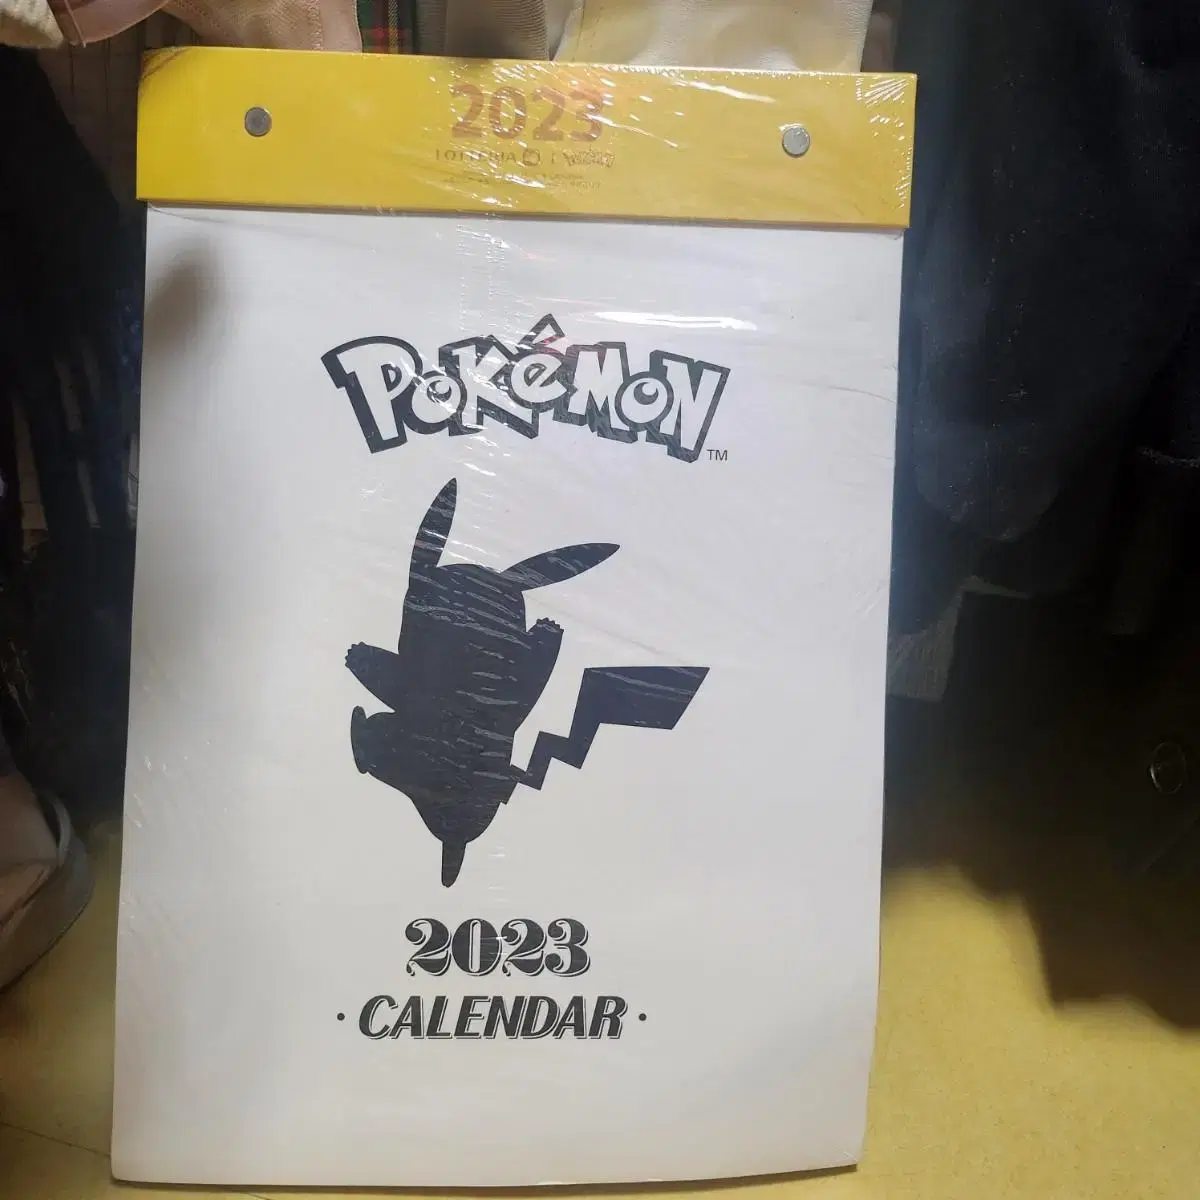 2023
LOTTERIA
POKéMON
TM
2023
· CALENDAR ·